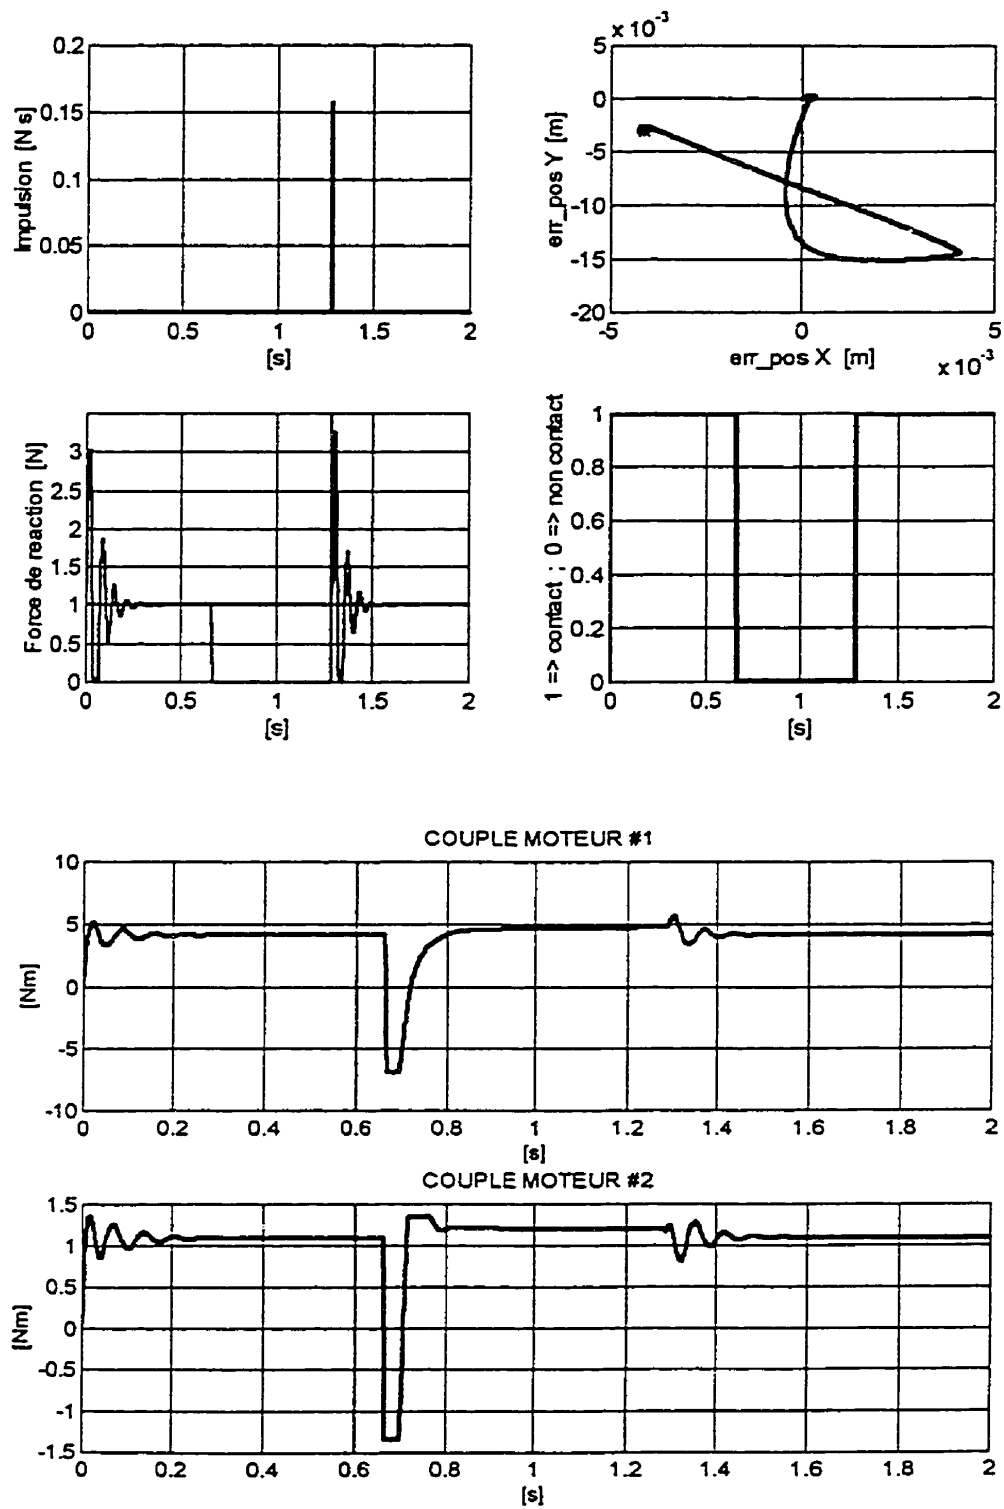 0.2
0.15
0.1
0.05
0
Impulsion [N s]
0 0.5 1 1.5 2
[s]
x 10-3
5
0
-5
-10
-15
-20
err_pos Y [m]
-5 0 5
err_pos X [m]
x 10-3
3
2.5
2
1.5
1
0.5
0
Force de reaction [N]
0 0.5 1 1.5 2
[s]
1
0.8
0.6
0.4
0.2
0
1 => contact ; 0 => non contact
0 0.5 1 1.5 2
[s]
COUPLE MOTEUR #1
10
5
0
-5
-10
[Nm]
0 0.2 0.4 0.6 0.8 1 1.2 1.4 1.6 1.8 2
[s]
COUPLE MOTEUR #2
1.5
1
0.5
0
-0.5
-1
-1.5
[Nm]
0 0.2 0.4 0.6 0.8 1 1.2 1.4 1.6 1.8 2
[s]